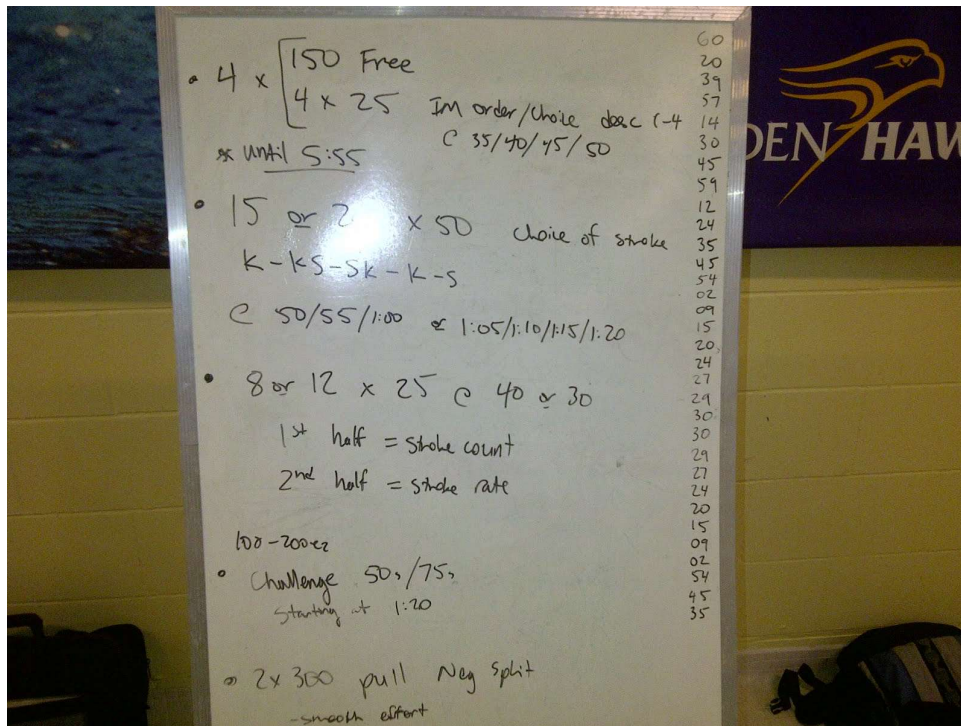 • 4 x [150 Free
4 x 25 IM order/choice desc 1-4
@ 35/40/45/50
* until 5:55
• 15 or 2 x 50 choice of stroke
K-KS-SK-K-S
@ 50/55/1:00 or 1:05/1:10/1:15/1:20
• 8 or 12 x 25 @ 40 or 30
1st half = stroke count
2nd half = stroke rate
100-200 ez
• Challenge 50s/75s
starting at 1:20
• 2x 300 pull Neg Split
- smooth effort
60
20
39
57
14
30
45
59
12
24
35
45
54
02
09
15
20
24
27
29
30
30
29
27
24
20
15
09
02
54
45
35
DEN HAW